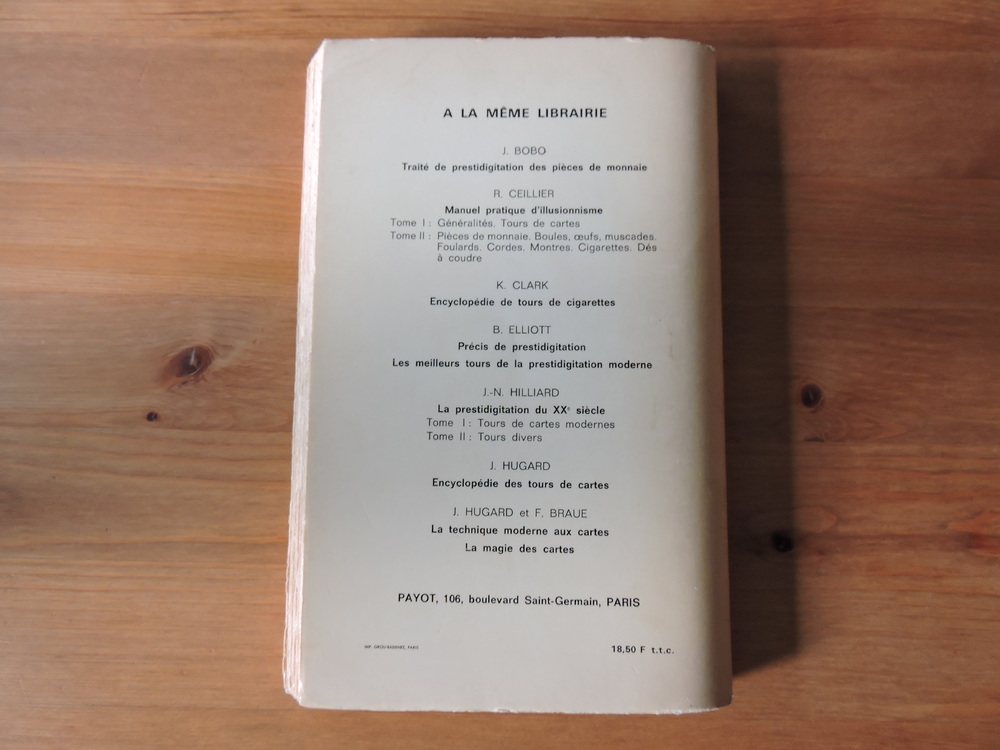 A LA MÊME LIBRAIRIE
J. BOBO
Traité de prestidigitation des pièces de monnaie
R. CEILLIER
Manuel pratique d'illusionnisme
Tome I : Généralités. Tours de cartes
Tome II : Pièces de monnaie. Boules, œufs, muscades.
Foulards. Cordes. Montres. Cigarettes. Dés
à coudre
K. CLARK
Encyclopédie de tours de cigarettes
B. ELLIOTT
Précis de prestidigitation
Les meilleurs tours de la prestidigitation moderne
J.-N. HILLIARD
La prestidigitation du XXᵉ siècle
Tome I : Tours de cartes modernes
Tome II : Tours divers
J. HUGARD
Encyclopédie des tours de cartes
J. HUGARD et F. BRAUE
La technique moderne aux cartes
La magie des cartes
PAYOT, 106, boulevard Saint-Germain, PARIS
IMP. PARIS
18,50 F t.t.c.